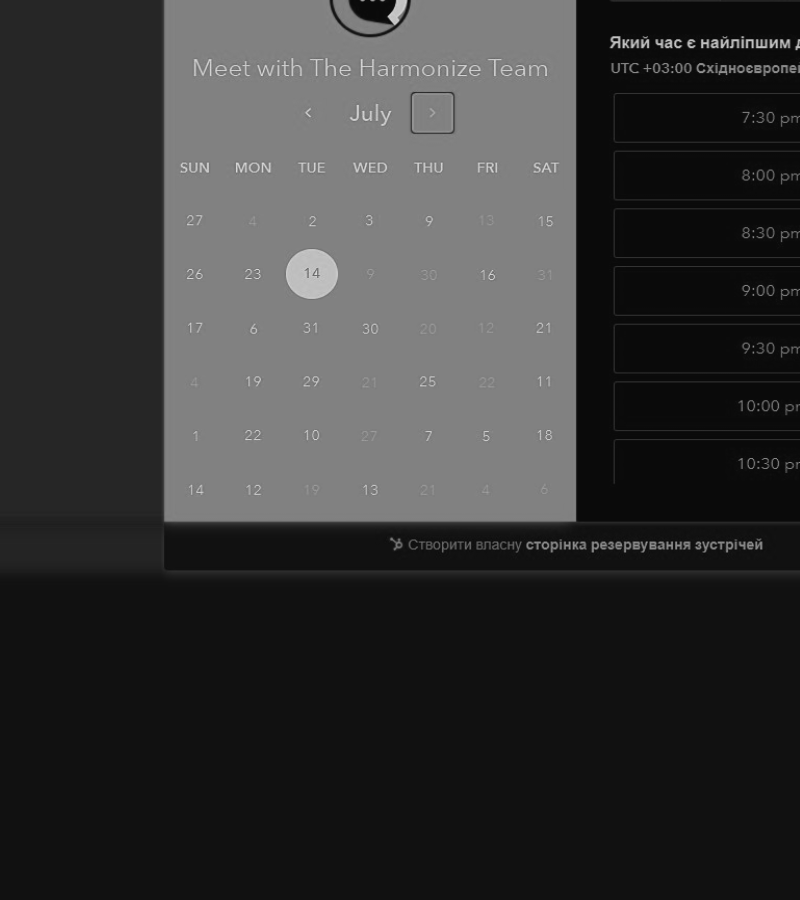 Meet with The Harmonize Team
July
SUN MON TUE WED THU FRI SAT
27 4 2 3 9 13 15
26 23 14 9 30 16 31
17 6 31 30 20 12 21
4 19 29 21 25 22 11
1 22 10 27 7 5 18
14 12 19 13 21 4 6
Який час є найліпшим
UTC +03:00
7:30 pm
8:00 pm
8:30 pm
9:00 pm
9:30 pm
10:00 pm
10:30 pm
Створити власну сторінка резервування зустрічей